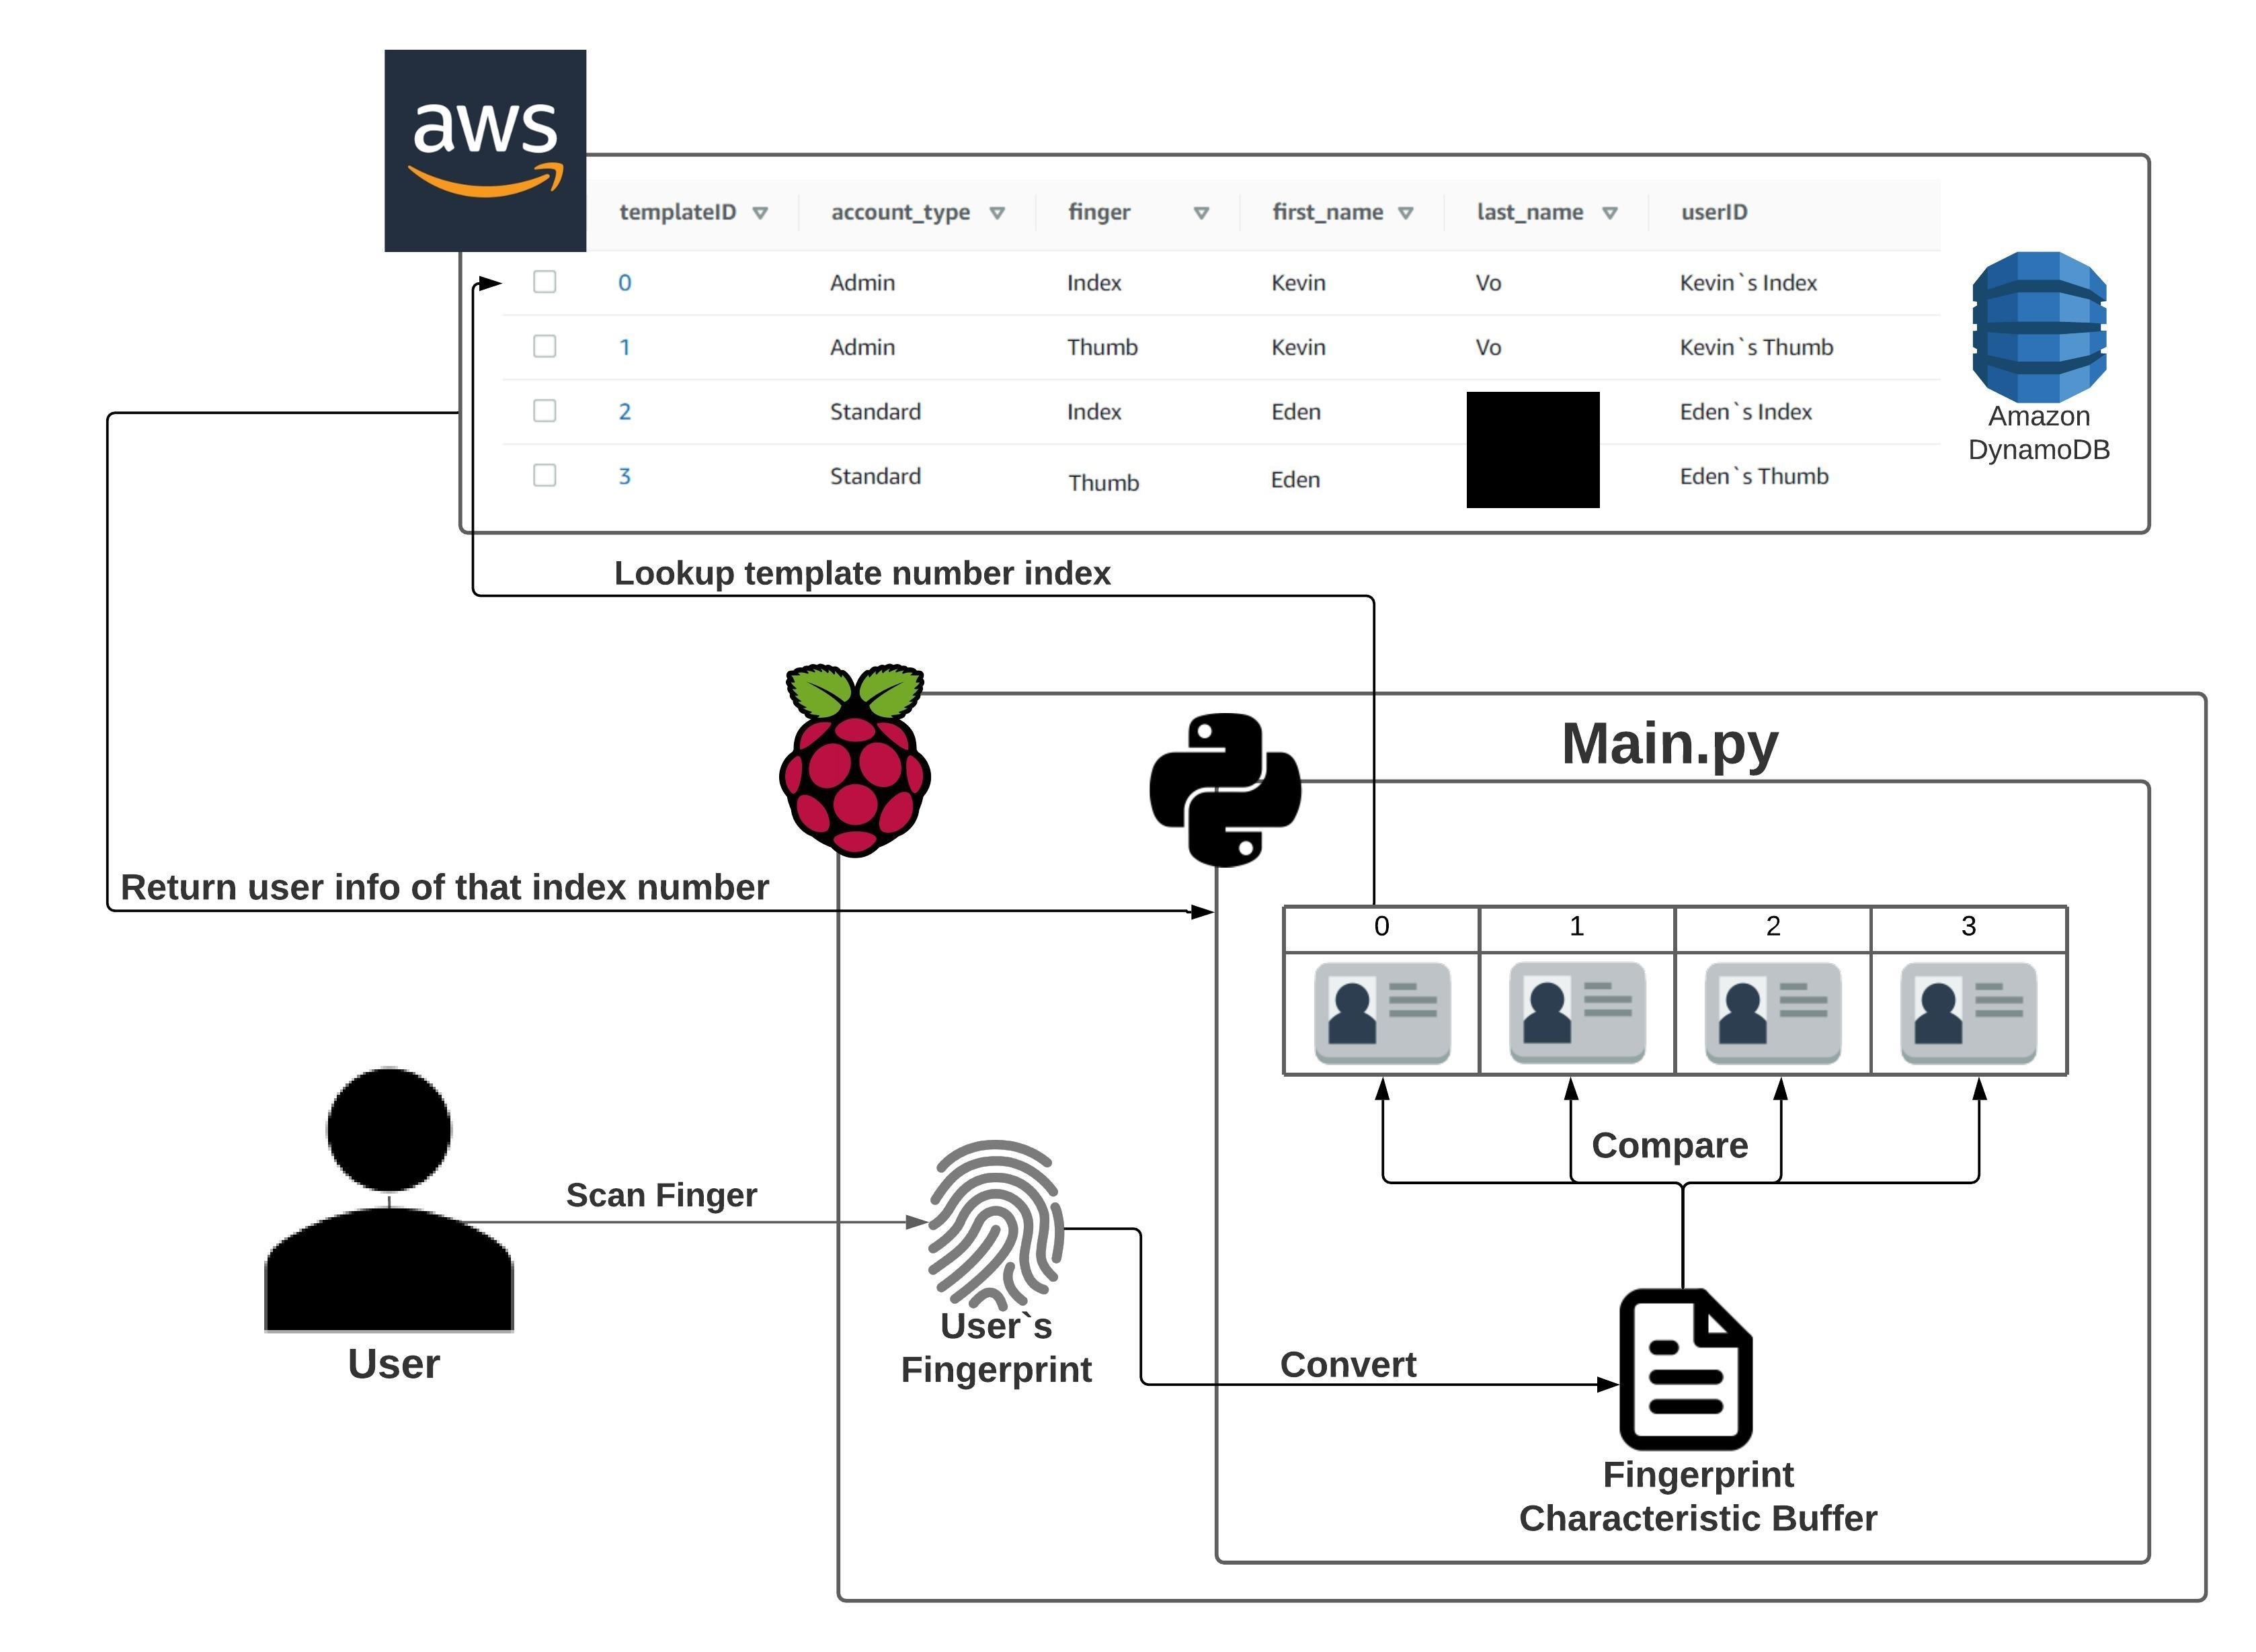 aws
templateID account_type finger first_name last_name userID
0 Admin Index Kevin Vo Kevin`s Index
1 Admin Thumb Kevin Vo Kevin`s Thumb
2 Standard Index Eden Eden`s Index
3 Standard Thumb Eden Eden`s Thumb
Amazon
DynamoDB
Lookup template number index
Main.py
Return user info of that index number
0 1 2 3
Compare
Scan Finger
User`s
Fingerprint
User
Convert
Fingerprint
Characteristic Buffer